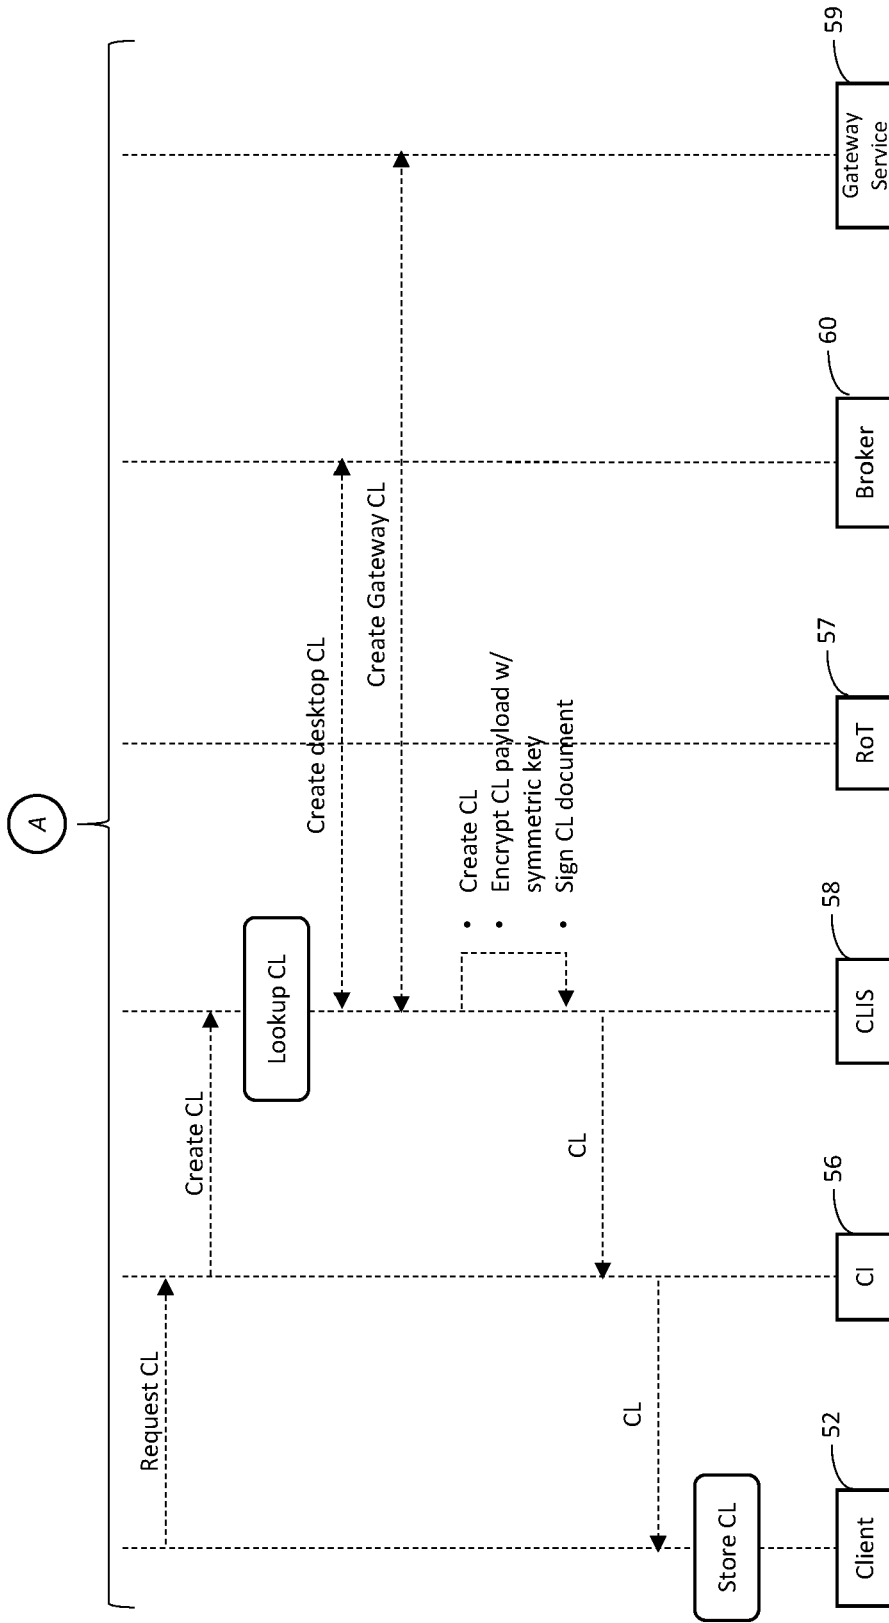 A
Request CL
Create CL
Lookup CL
Create desktop CL
Create Gateway CL
• Create CL
• Encrypt CL payload w/
symmetric key
• Sign CL document
CL
CL
Store CL
52
56
58
57
60
59
Client
CI
CLIS
RoT
Broker
Gateway
Service